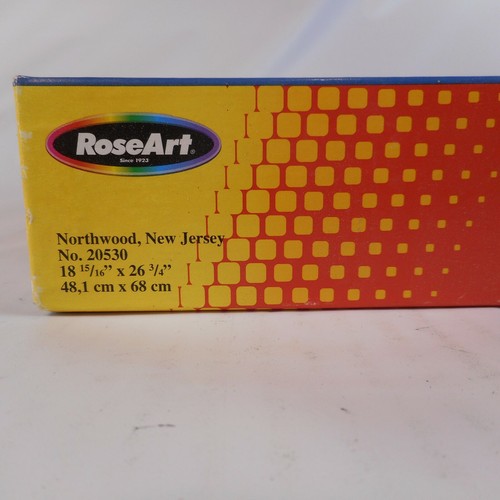 RoseArt®
Since 1923
Northwood, New Jersey
No. 20530
18 15/16" x 26 3/4"
48,1 cm x 68 cm